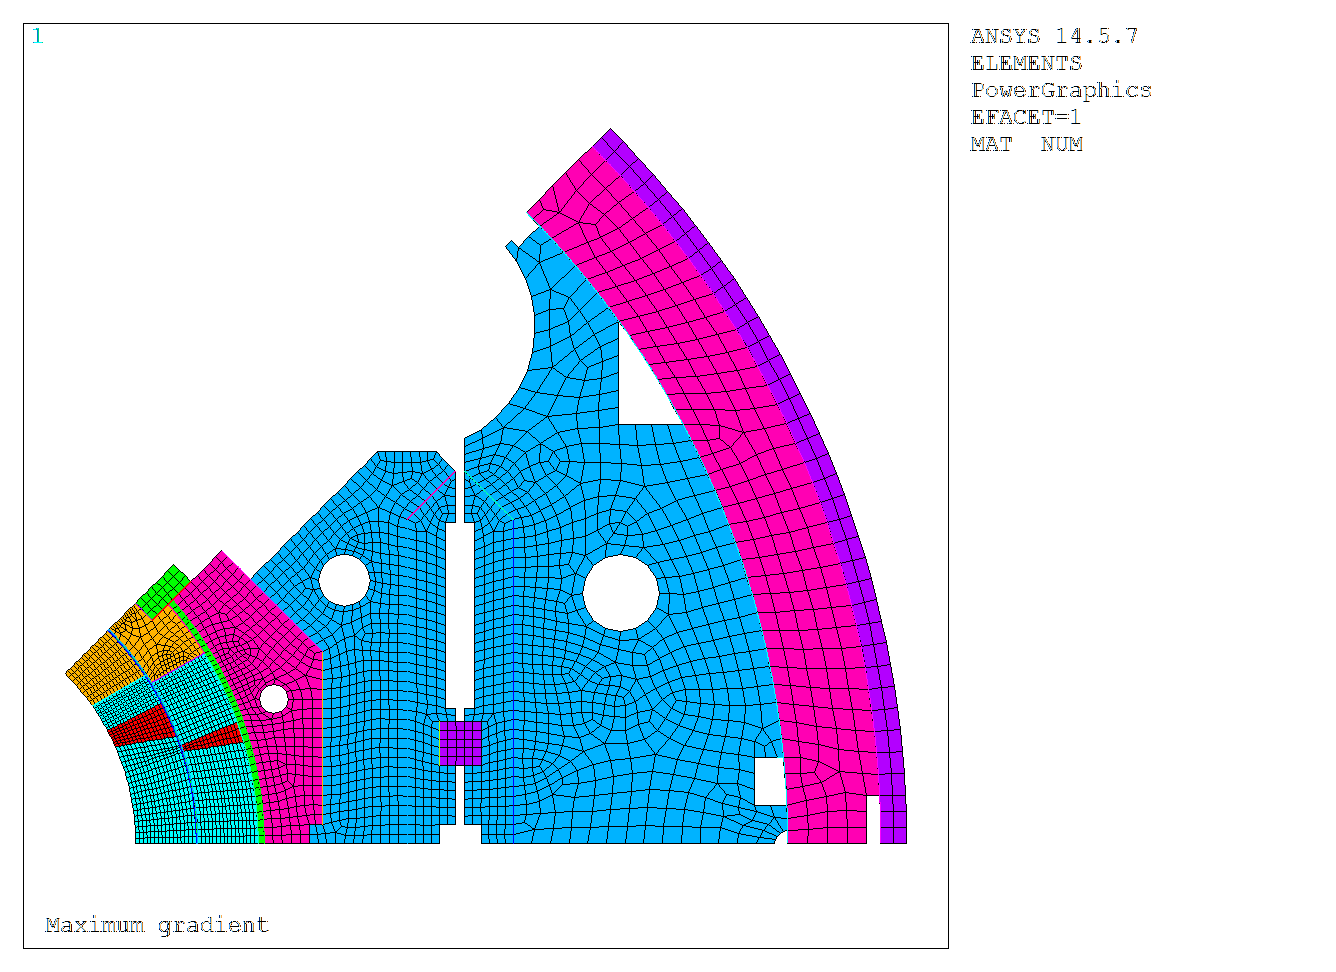 1
ANSYS 14.5.7
ELEMENTS
PowerGraphics
EFACET=1
MAT  NUM
Maximum gradient